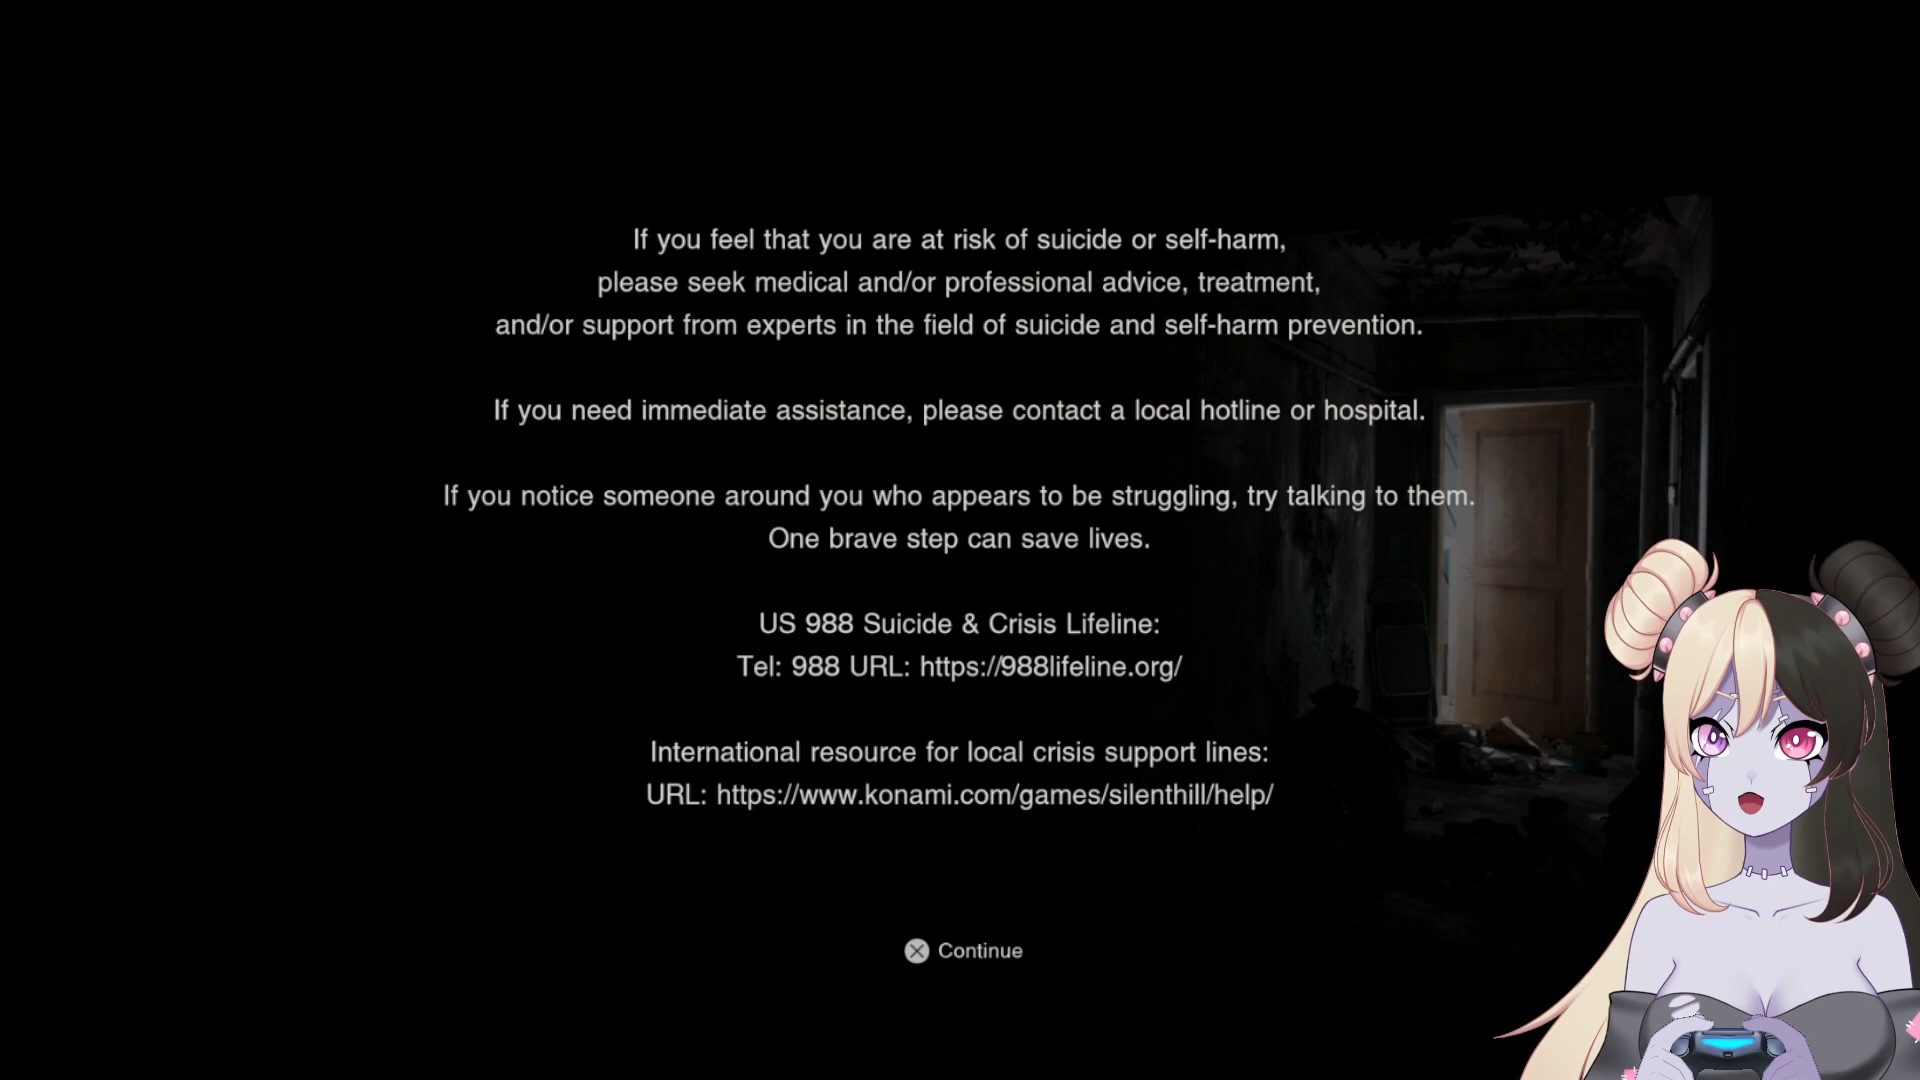 If you feel that you are at risk of suicide or self-harm,
please seek medical and/or professional advice, treatment,
and/or support from experts in the field of suicide and self-harm prevention.
If you need immediate assistance, please contact a local hotline or hospital.
If you notice someone around you who appears to be struggling, try talking to them.
One brave step can save lives.
US 988 Suicide & Crisis Lifeline:
Tel: 988 URL: https://988lifeline.org/
International resource for local crisis support lines:
URL: https://www.konami.com/games/silenthill/help/
Continue